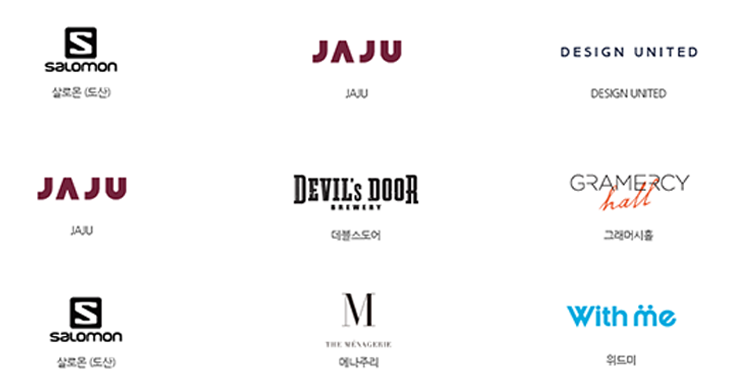 S
salomon
살로몬 (도산)
JAJU
JAJU
DESIGN UNITED
DESIGN UNITED
JAJU
JAJU
DEVIL's DOOR
BREWERY
데블스도어
GRAMERCY
hall
그래머시홀
S
salomon
살로몬 (도산)
M
THE MÉNAGERIE
메나주리
With me
위드미